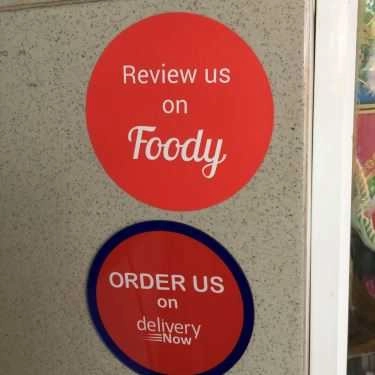 Review us
on
Foody
ORDER US
on
delivery
Now